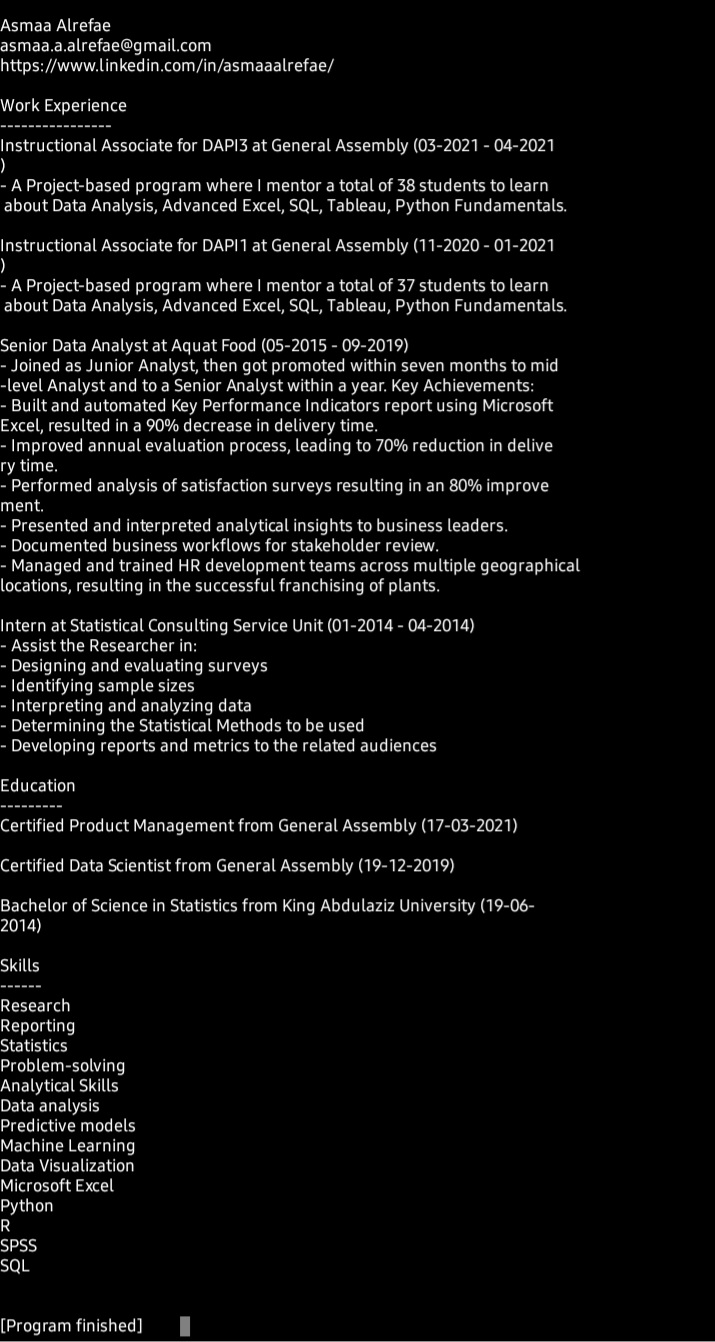 Asmaa Alrefae
asmaa.a.alrefae@gmail.com
https://www.linkedin.com/in/asmaaalrefae/
Work Experience
----------------
Instructional Associate for DAPI3 at General Assembly (03-2021 - 04-2021
)
- A Project-based program where I mentor a total of 38 students to learn
about Data Analysis, Advanced Excel, SQL, Tableau, Python Fundamentals.
Instructional Associate for DAPI1 at General Assembly (11-2020 - 01-2021
)
- A Project-based program where I mentor a total of 37 students to learn
about Data Analysis, Advanced Excel, SQL, Tableau, Python Fundamentals.
Senior Data Analyst at Aquat Food (05-2015 - 09-2019)
- Joined as Junior Analyst, then got promoted within seven months to mid
-level Analyst and to a Senior Analyst within a year. Key Achievements:
- Built and automated Key Performance Indicators report using Microsoft
Excel, resulted in a 90% decrease in delivery time.
- Improved annual evaluation process, leading to 70% reduction in delive
ry time.
- Performed analysis of satisfaction surveys resulting in an 80% improve
ment.
- Presented and interpreted analytical insights to business leaders.
- Documented business workflows for stakeholder review.
- Managed and trained HR development teams across multiple geographical
locations, resulting in the successful franchising of plants.
Intern at Statistical Consulting Service Unit (01-2014 - 04-2014)
- Assist the Researcher in:
- Designing and evaluating surveys
- Identifying sample sizes
- Interpreting and analyzing data
- Determining the Statistical Methods to be used
- Developing reports and metrics to the related audiences
Education
---------
Certified Product Management from General Assembly (17-03-2021)
Certified Data Scientist from General Assembly (19-12-2019)
Bachelor of Science in Statistics from King Abdulaziz University (19-06-
2014)
Skills
------
Research
Reporting
Statistics
Problem-solving
Analytical Skills
Data analysis
Predictive models
Machine Learning
Data Visualization
Microsoft Excel
Python
R
SPSS
SQL
[Program finished]